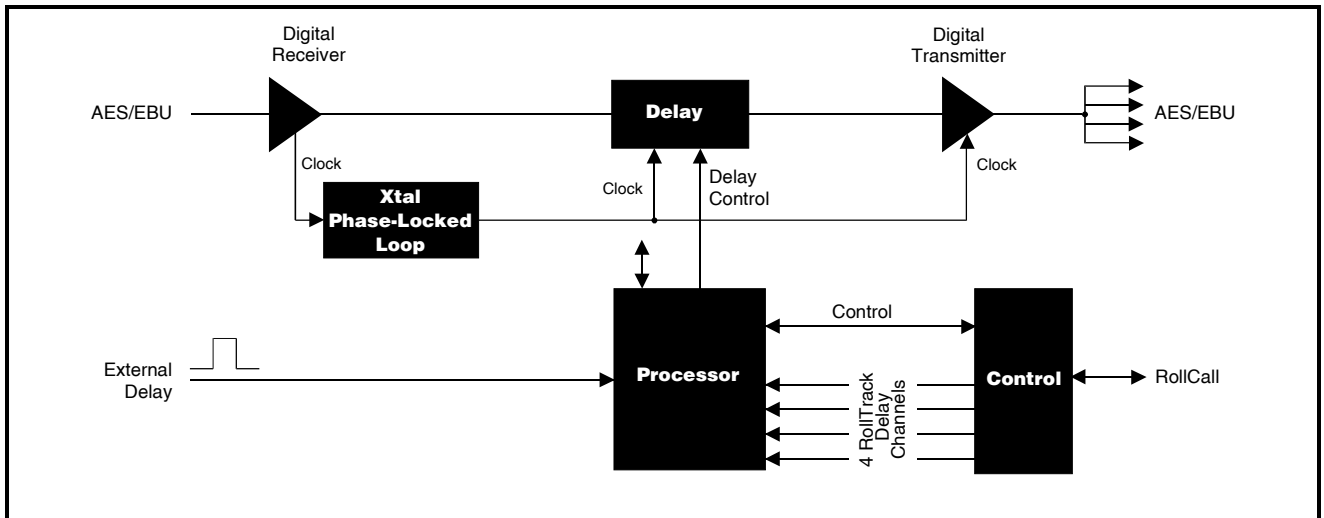 Digital
Receiver
Digital
Transmitter
AES/EBU
Delay
AES/EBU
Clock
Clock
Delay
Control
Clock
Xtal
Phase-Locked
Loop
Control
External
Delay
Processor
4 RollTrack
Delay
Channels
Control
RollCall